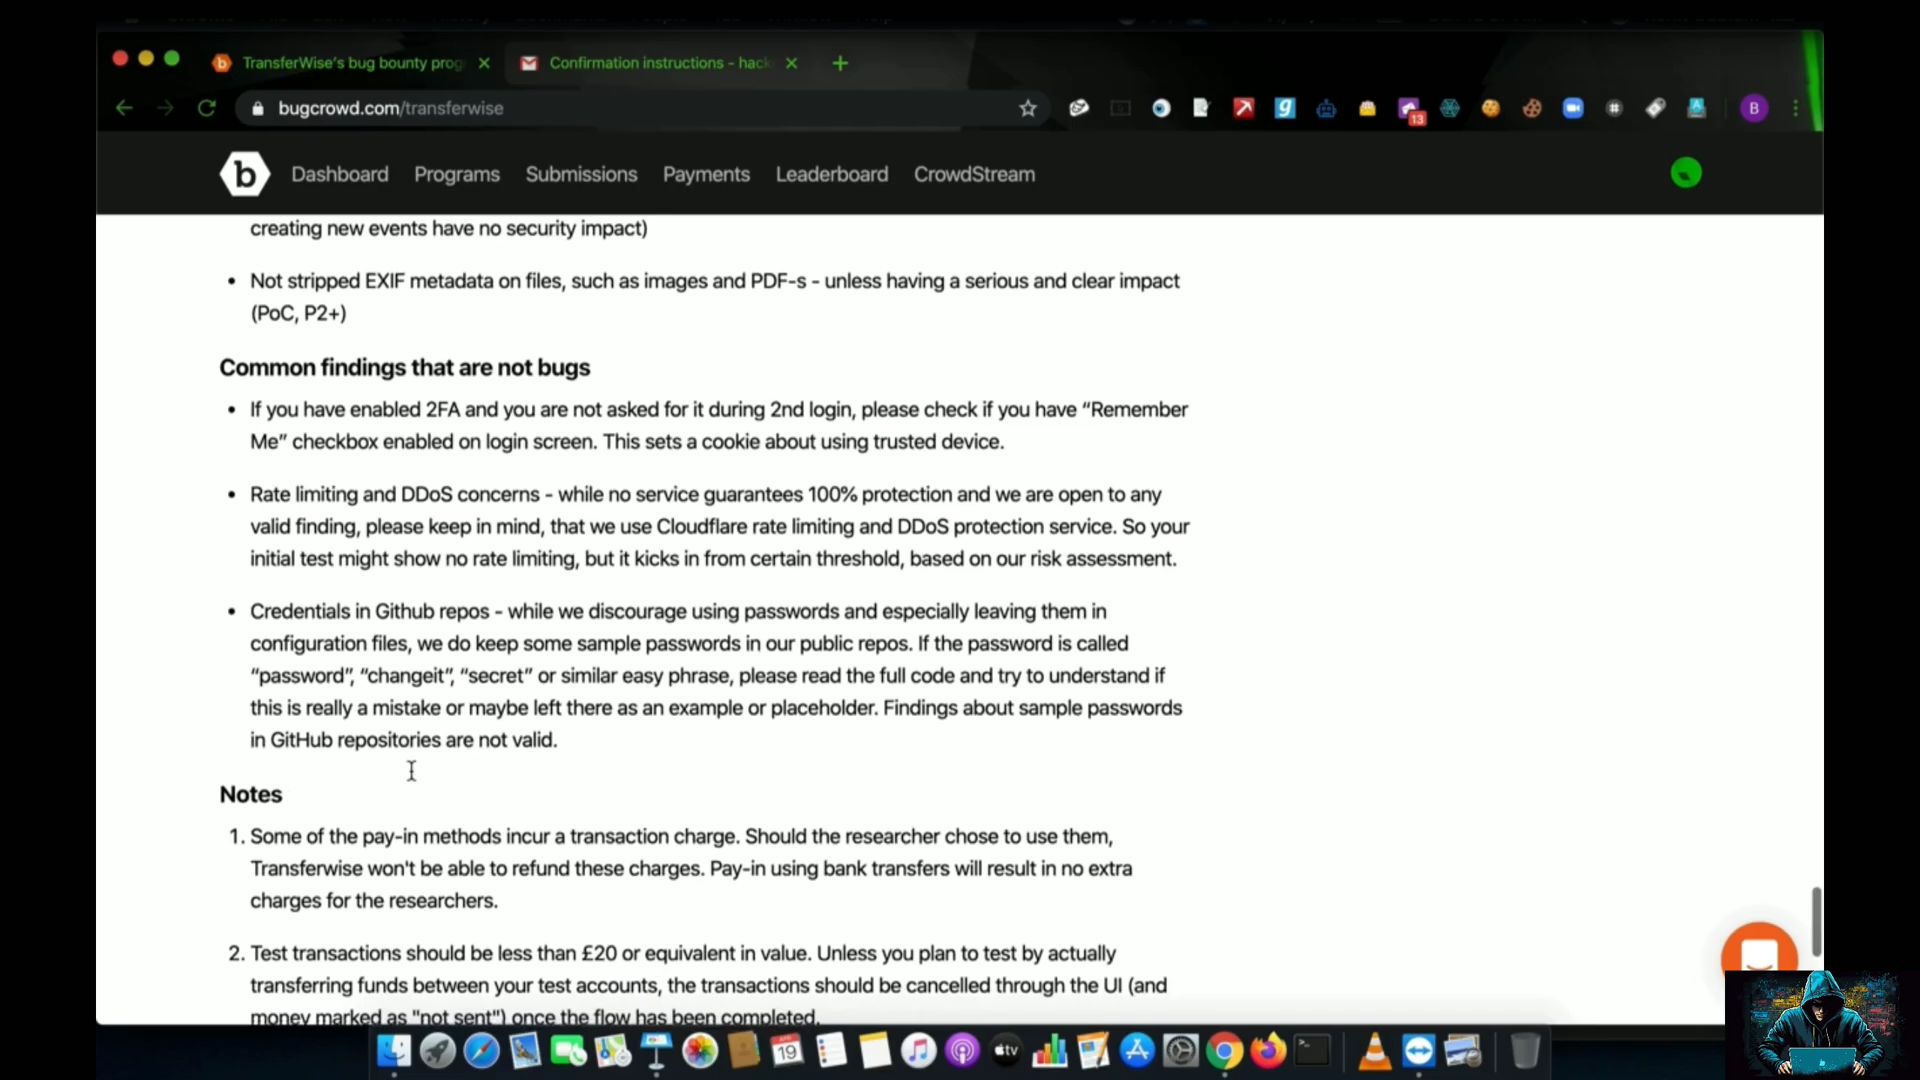 TransferWise's bug bounty prog
Confirmation instructions - hack
bugcrowd.com/transferwise
13
B
b
Dashboard
Programs
Submissions
Payments
Leaderboard
CrowdStream
creating new events have no security impact)
• Not stripped EXIF metadata on files, such as images and PDF-s - unless having a serious and clear impact
(PoC, P2+)
Common findings that are not bugs
• If you have enabled 2FA and you are not asked for it during 2nd login, please check if you have “Remember
Me” checkbox enabled on login screen. This sets a cookie about using trusted device.
• Rate limiting and DDoS concerns - while no service guarantees 100% protection and we are open to any
valid finding, please keep in mind, that we use Cloudflare rate limiting and DDoS protection service. So your
initial test might show no rate limiting, but it kicks in from certain threshold, based on our risk assessment.
• Credentials in Github repos - while we discourage using passwords and especially leaving them in
configuration files, we do keep some sample passwords in our public repos. If the password is called
“password”, “changeit”, “secret” or similar easy phrase, please read the full code and try to understand if
this is really a mistake or maybe left there as an example or placeholder. Findings about sample passwords
in GitHub repositories are not valid.
Notes
1. Some of the pay-in methods incur a transaction charge. Should the researcher chose to use them,
Transferwise won't be able to refund these charges. Pay-in using bank transfers will result in no extra
charges for the researchers.
2. Test transactions should be less than £20 or equivalent in value. Unless you plan to test by actually
transferring funds between your test accounts, the transactions should be cancelled through the UI (and
money marked as "not sent") once the flow has been completed.
19
tv